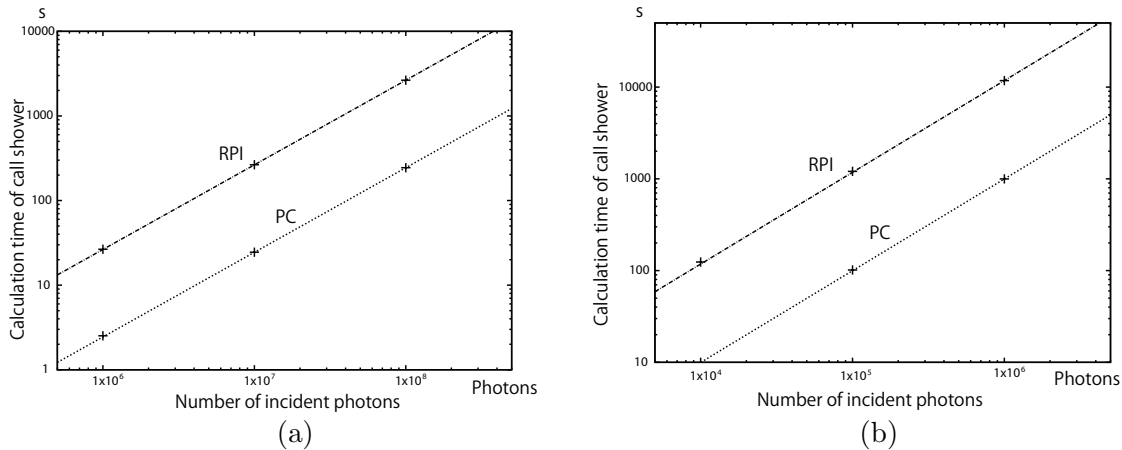 s
10000
1000
100
10
1
Calculation time of call shower
RPI
PC
1x10⁶
1x10⁷
1x10⁸
Photons
Number of incident photons
(a)
s
10000
1000
100
10
Calculation time of call shower
RPI
PC
1x10⁴
1x10⁵
1x10⁶
Photons
Number of incident photons
(b)